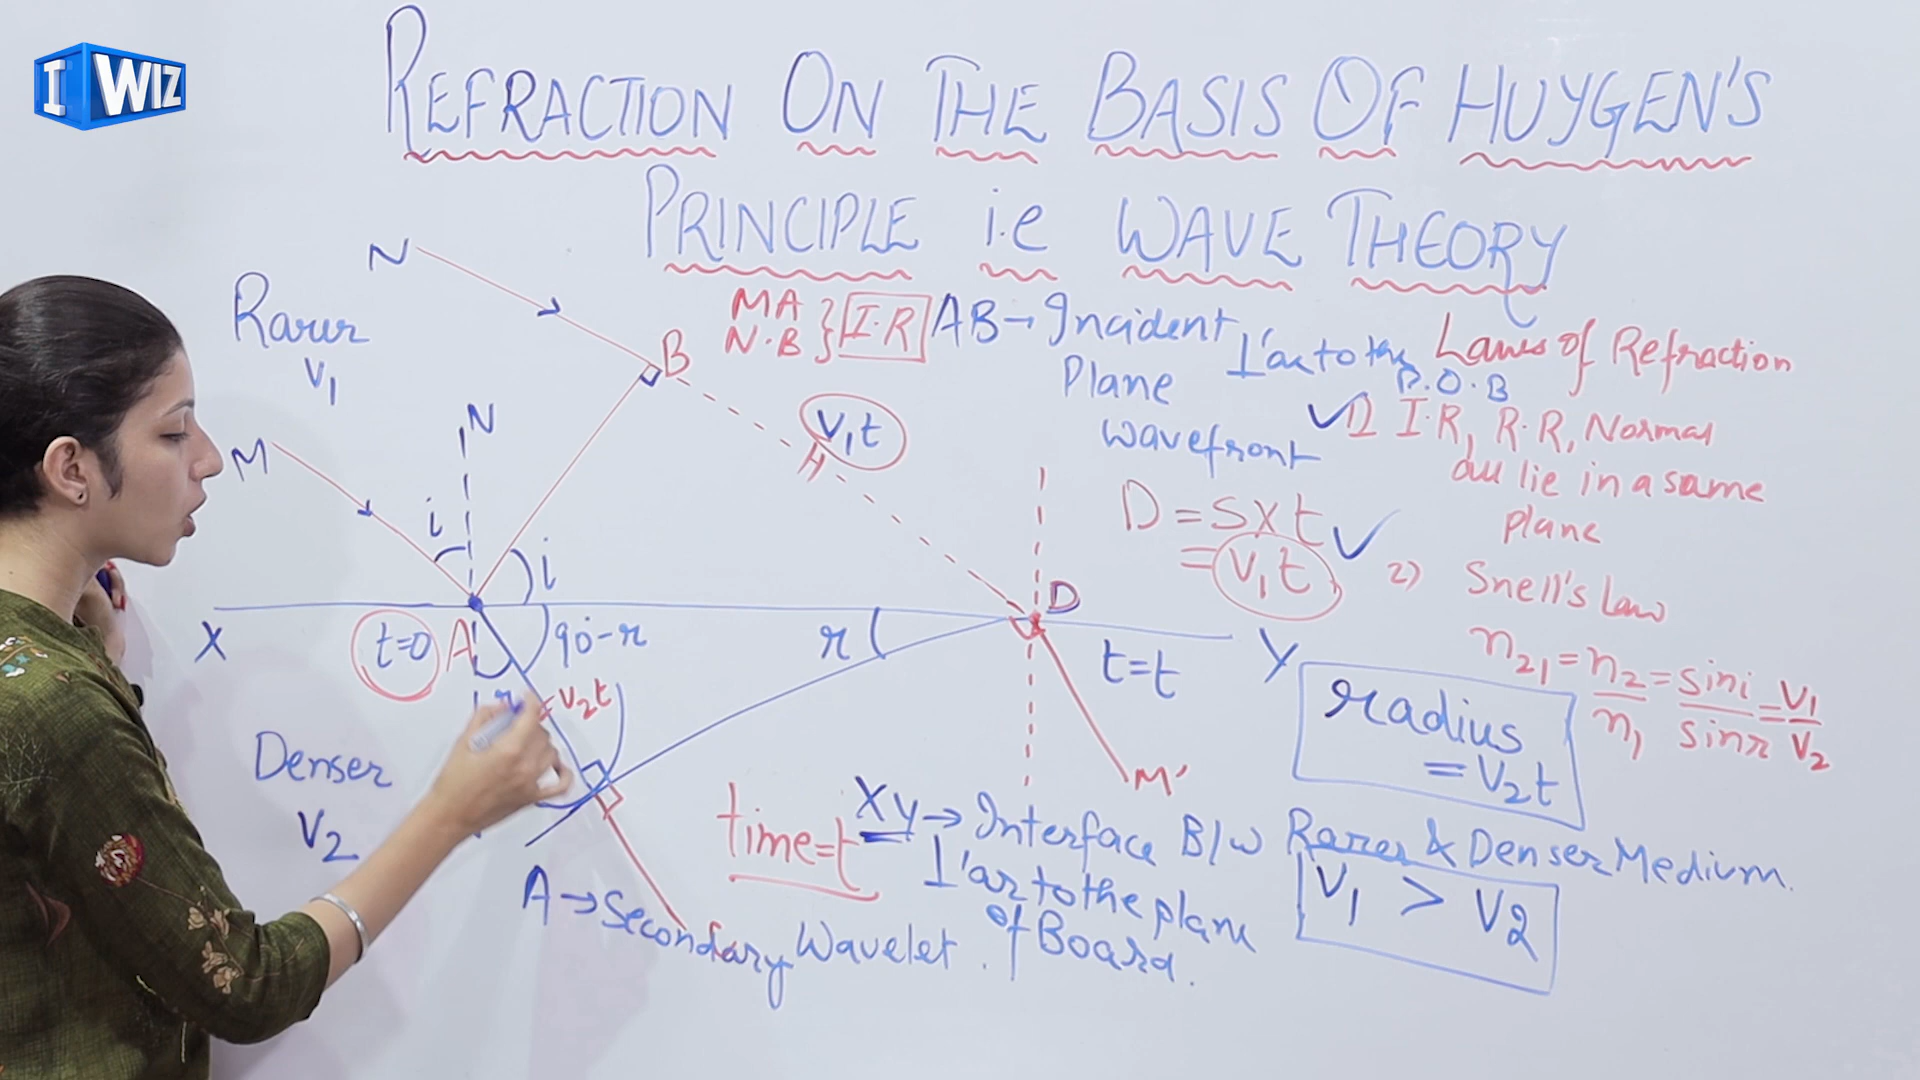 I WIZ
REFRACTION ON THE BASIS OF HUYGEN'S
PRINCIPLE i.e WAVE THEORY
N
Rarer
V1
M
N
i
B
i
MA
N.B } I.R
AB → Incident
Plane
wavefront
⊥'ar to the
P.O.B
Laws of Refraction
✓1) I.R, R.R, Normal
all lie in a same
plane
V1t
D = S x t ✓
= V1t
2) Snell's Law
n21 = n2/n1 = sini/sinr = V1/V2
X
t=0
A
90°-r
r
D
t=t
Y
r
= V2t
radius
= V2t
M'
Denser
V2
time=t
XY → Interface B/w Rarer & Denser Medium.
⊥'ar to the plane
of Board.
V1 > V2
A → Secondary Wavelet.